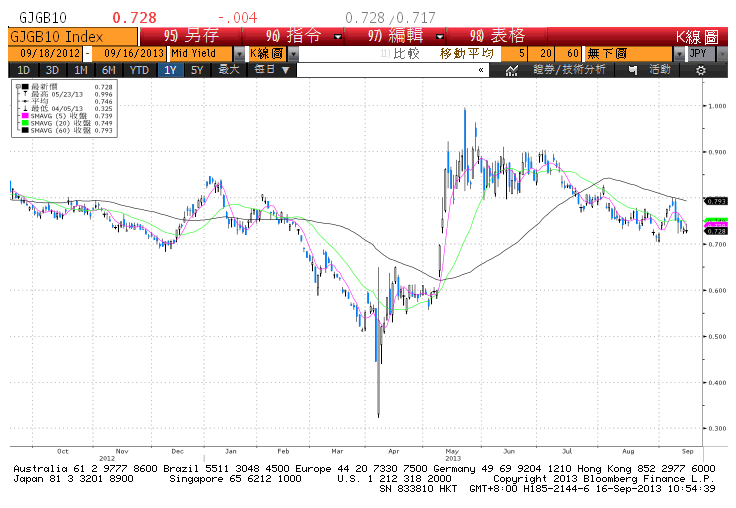 GJGB10 0.728 -.004 0.728 /0.717
GJGB10 Index 95) 另存 96) 指令 97) 編輯 98) 表格 K線圖
09/18/2012 - 09/16/2013 Mid Yield K線圖 比較 移動平均 5 20 60 無下圖 JPY
1D 3D 1M 6M YTD 1Y 5Y 最大 每日 ▼ « 證券/技術分析 活動
最新價 0.728
最高 05/23/13 0.996
平均 0.746
最低 04/05/13 0.325
SMAVG (5) 收盤 0.739
SMAVG (20) 收盤 0.749
SMAVG (60) 收盤 0.793
1.000
0.900
0.793
0.728
0.700
0.600
0.500
0.400
0.300
Oct Nov Dec Jan Feb Mar Apr May Jun Jul Aug Sep
2012 2013
Australia 61 2 9777 8600 Brazil 5511 3048 4500 Europe 44 20 7330 7500 Germany 49 69 9204 1210 Hong Kong 852 2977 6000
Japan 81 3 3201 8900 Singapore 65 6212 1000 U.S. 1 212 318 2000 Copyright 2013 Bloomberg Finance L.P.
SN 833810 HKT GMT+8:00 H185-2144-6 16-Sep-2013 10:54:39